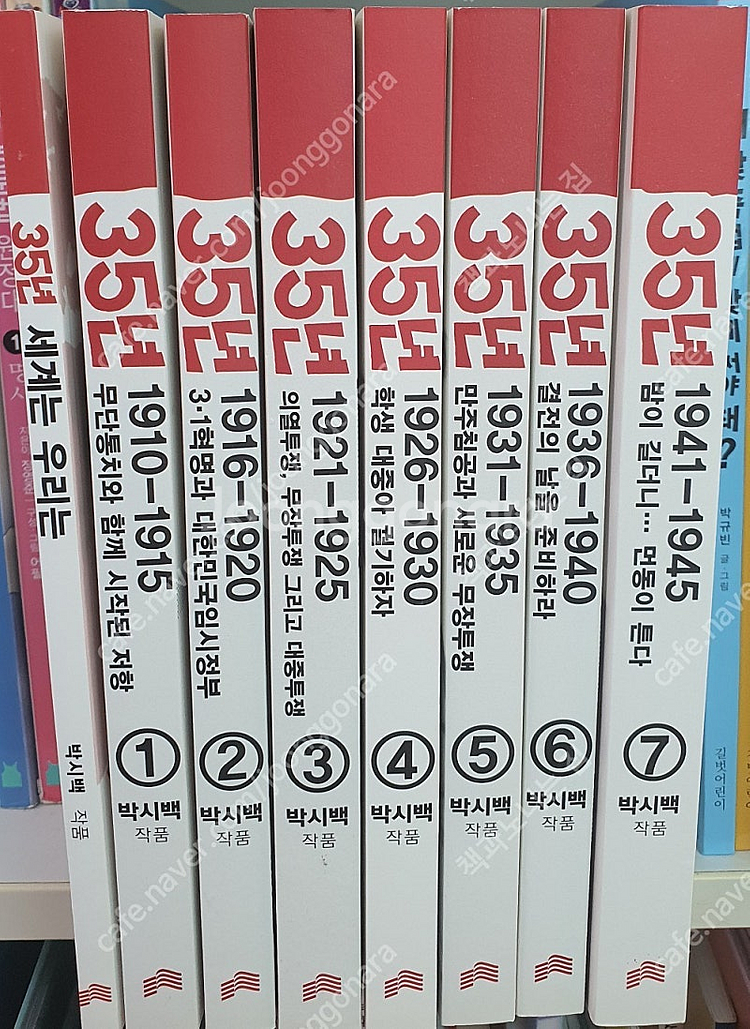 35년
세계는 우리는
박시백 작품
35년
1910–1915
무단통치와 함께 시작된 저항
1
박시백
작품
35년
1916–1920
3·1혁명과 대한민국임시정부
2
박시백
작품
35년
1921–1925
의열투쟁, 무장투쟁 그리고 대중투쟁
3
박시백
작품
35년
1926–1930
학생 대중아 궐기하자
4
박시백
작품
35년
1931–1935
만주침공과 새로운 무장투쟁
5
박시백
작품
35년
1936–1940
결전의 날을 준비하라
6
박시백
작품
35년
1941–1945
밤이 길더니… 먼동이 튼다
7
박시백
작품
박규빈 글·그림
길벗어린이
cafe.naver.com/joonggonara
책과노는집